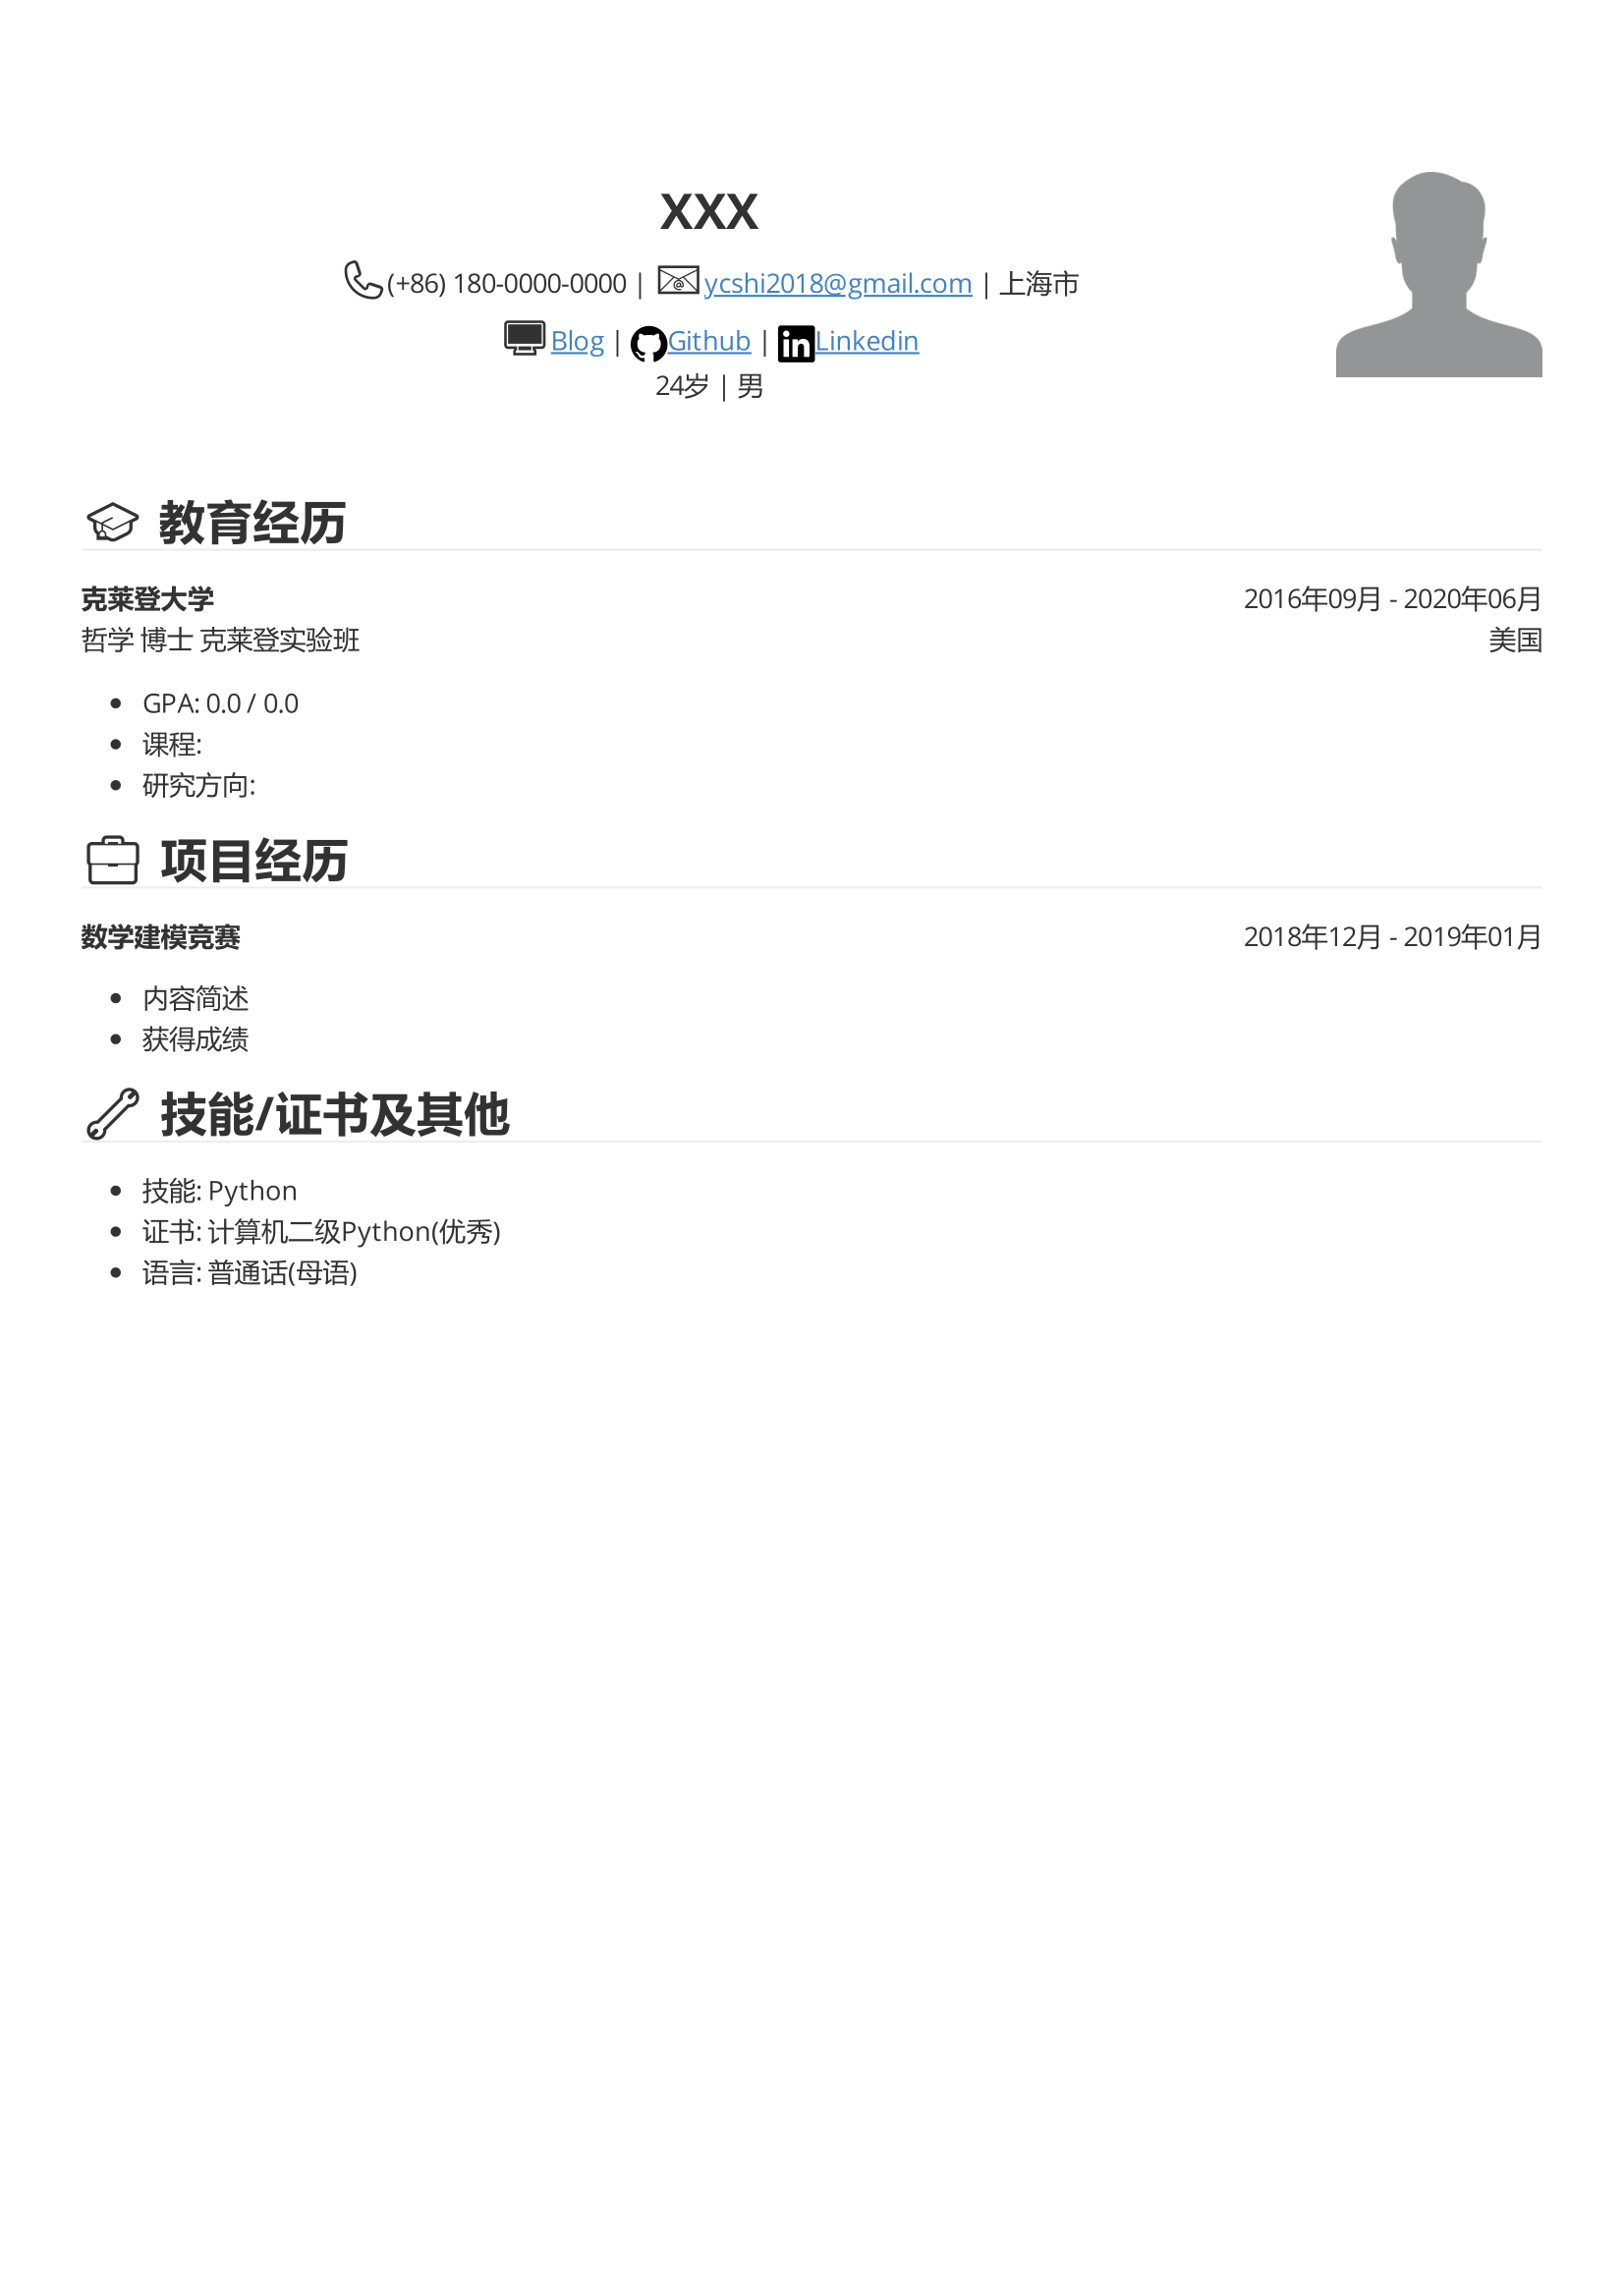 XXX
(+86) 180-0000-0000 | ycshi2018@gmail.com | 上海市
Blog | Github | Linkedin
24岁 | 男
教育经历
克莱登大学 2016年09月 - 2020年06月
哲学 博士 克莱登实验班 美国
GPA: 0.0 / 0.0
课程:
研究方向:
项目经历
数学建模竞赛 2018年12月 - 2019年01月
内容简述
获得成绩
技能/证书及其他
技能: Python
证书: 计算机二级Python(优秀)
语言: 普通话(母语)